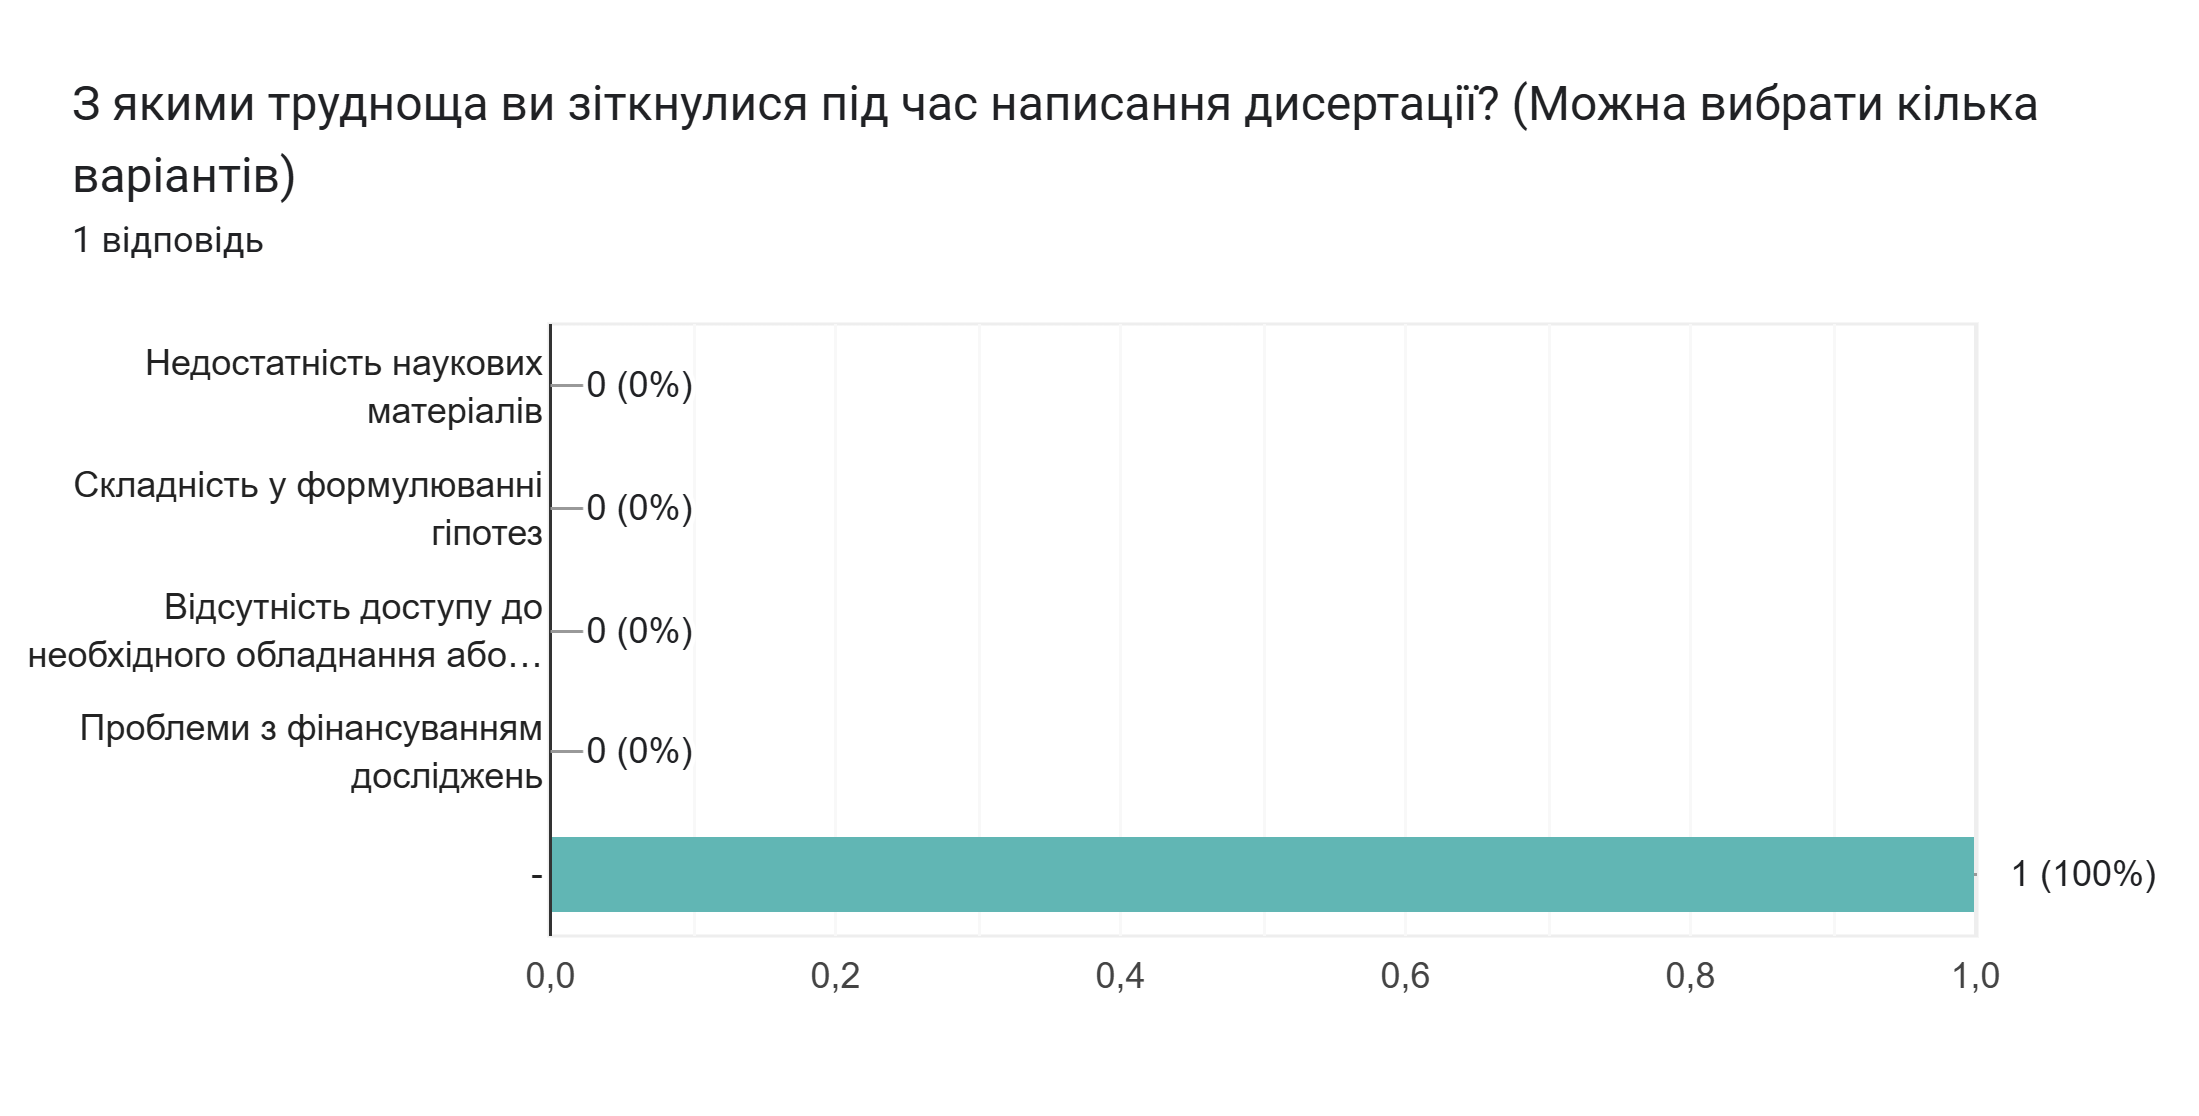 З якими трудноща ви зіткнулися під час написання дисертації? (Можна вибрати кілька
варіантів)
1 відповідь
Недостатність наукових
матеріалів
0 (0%)
Складність у формулюванні
гіпотез
0 (0%)
Відсутність доступу до
необхідного обладнання або…
0 (0%)
Проблеми з фінансуванням
досліджень
0 (0%)
-
1 (100%)
0,0 0,2 0,4 0,6 0,8 1,0